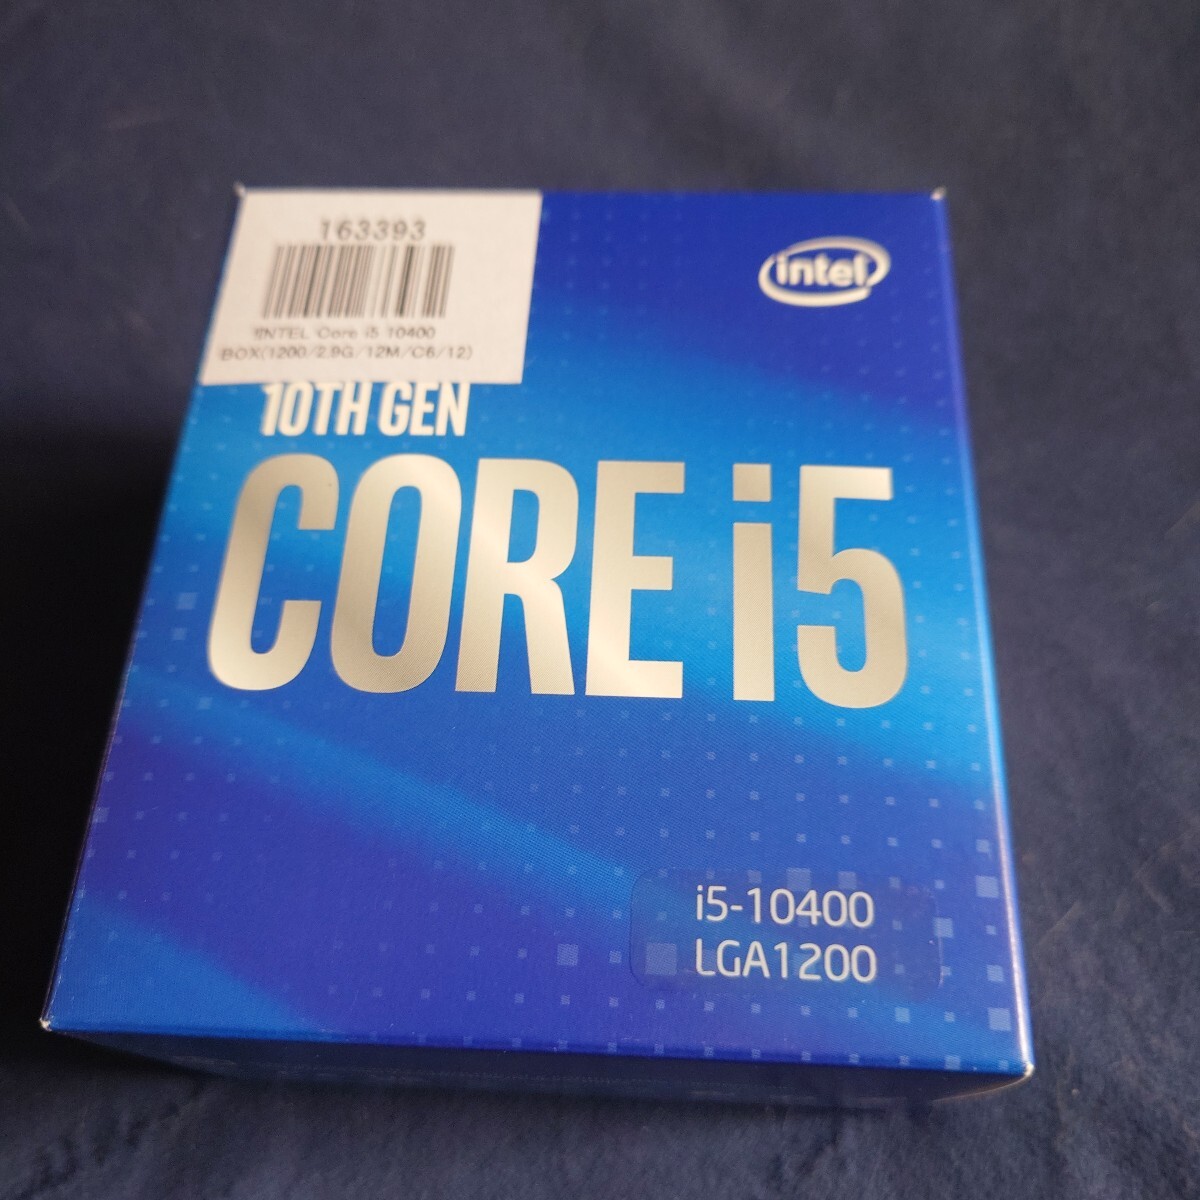 163393
INTEL Core i5 10400
BOX(1200/2.9G/12M/C6/12)
intel
10TH GEN
CORE i5
i5-10400
LGA1200